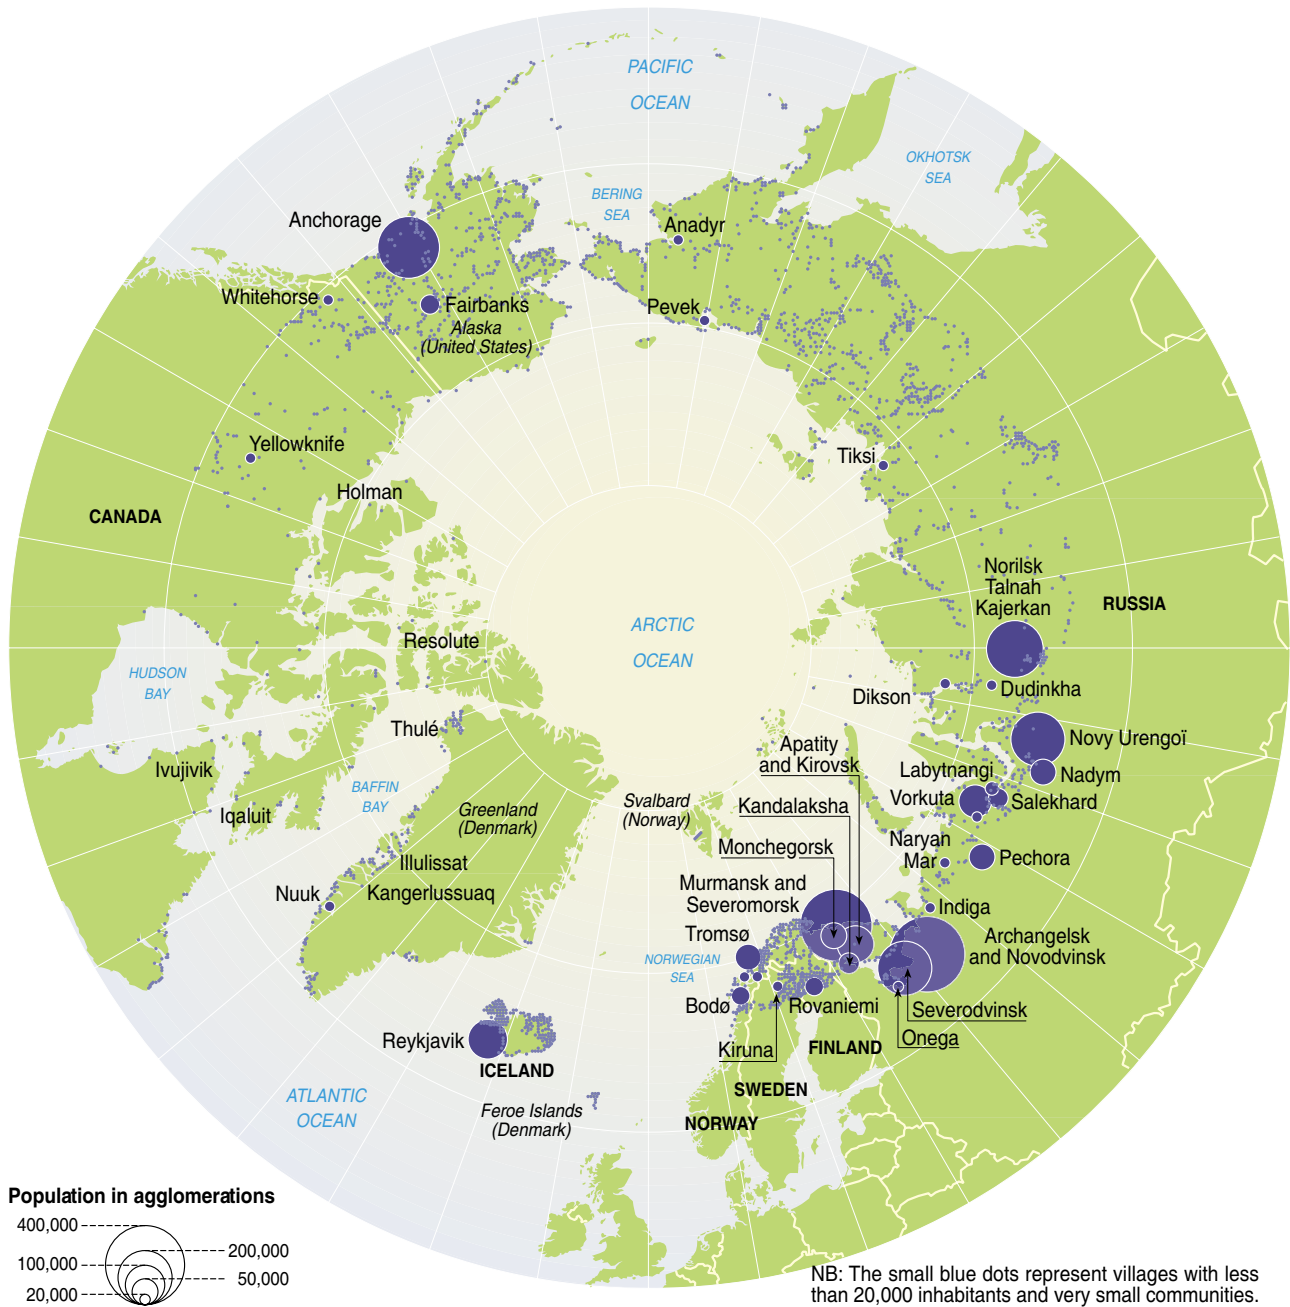 PACIFIC
OCEAN
OKHOTSK
SEA
BERING
SEA
Anchorage
Anadyr
Whitehorse
Fairbanks
Alaska
(United States)
Pevek
Yellowknife
Tiksi
Holman
CANADA
Norilsk
Talnah
Kajerkan
RUSSIA
ARCTIC
OCEAN
Resolute
HUDSON
BAY
Dikson
Dudinkha
Thulé
Apatity
and Kirovsk
Novy Urengoï
Ivujivik
Labytnangi
Nadym
BAFFIN
BAY
Greenland
(Denmark)
Svalbard
(Norway)
Kandalaksha
Vorkuta
Salekhard
Iqaluit
Monchegorsk
Naryan
Mar
Pechora
Illulissat
Kangerlussuaq
Nuuk
Murmansk and
Severomorsk
Indiga
Tromsø
Archangelsk
and Novodvinsk
NORWEGIAN
SEA
Bodø
Rovaniemi
Severodvinsk
Onega
Reykjavik
Kiruna
FINLAND
ICELAND
SWEDEN
ATLANTIC
OCEAN
Feroe Islands
(Denmark)
NORWAY
Population in agglomerations
400,000
200,000
100,000
50,000
20,000
NB: The small blue dots represent villages with less
than 20,000 inhabitants and very small communities.